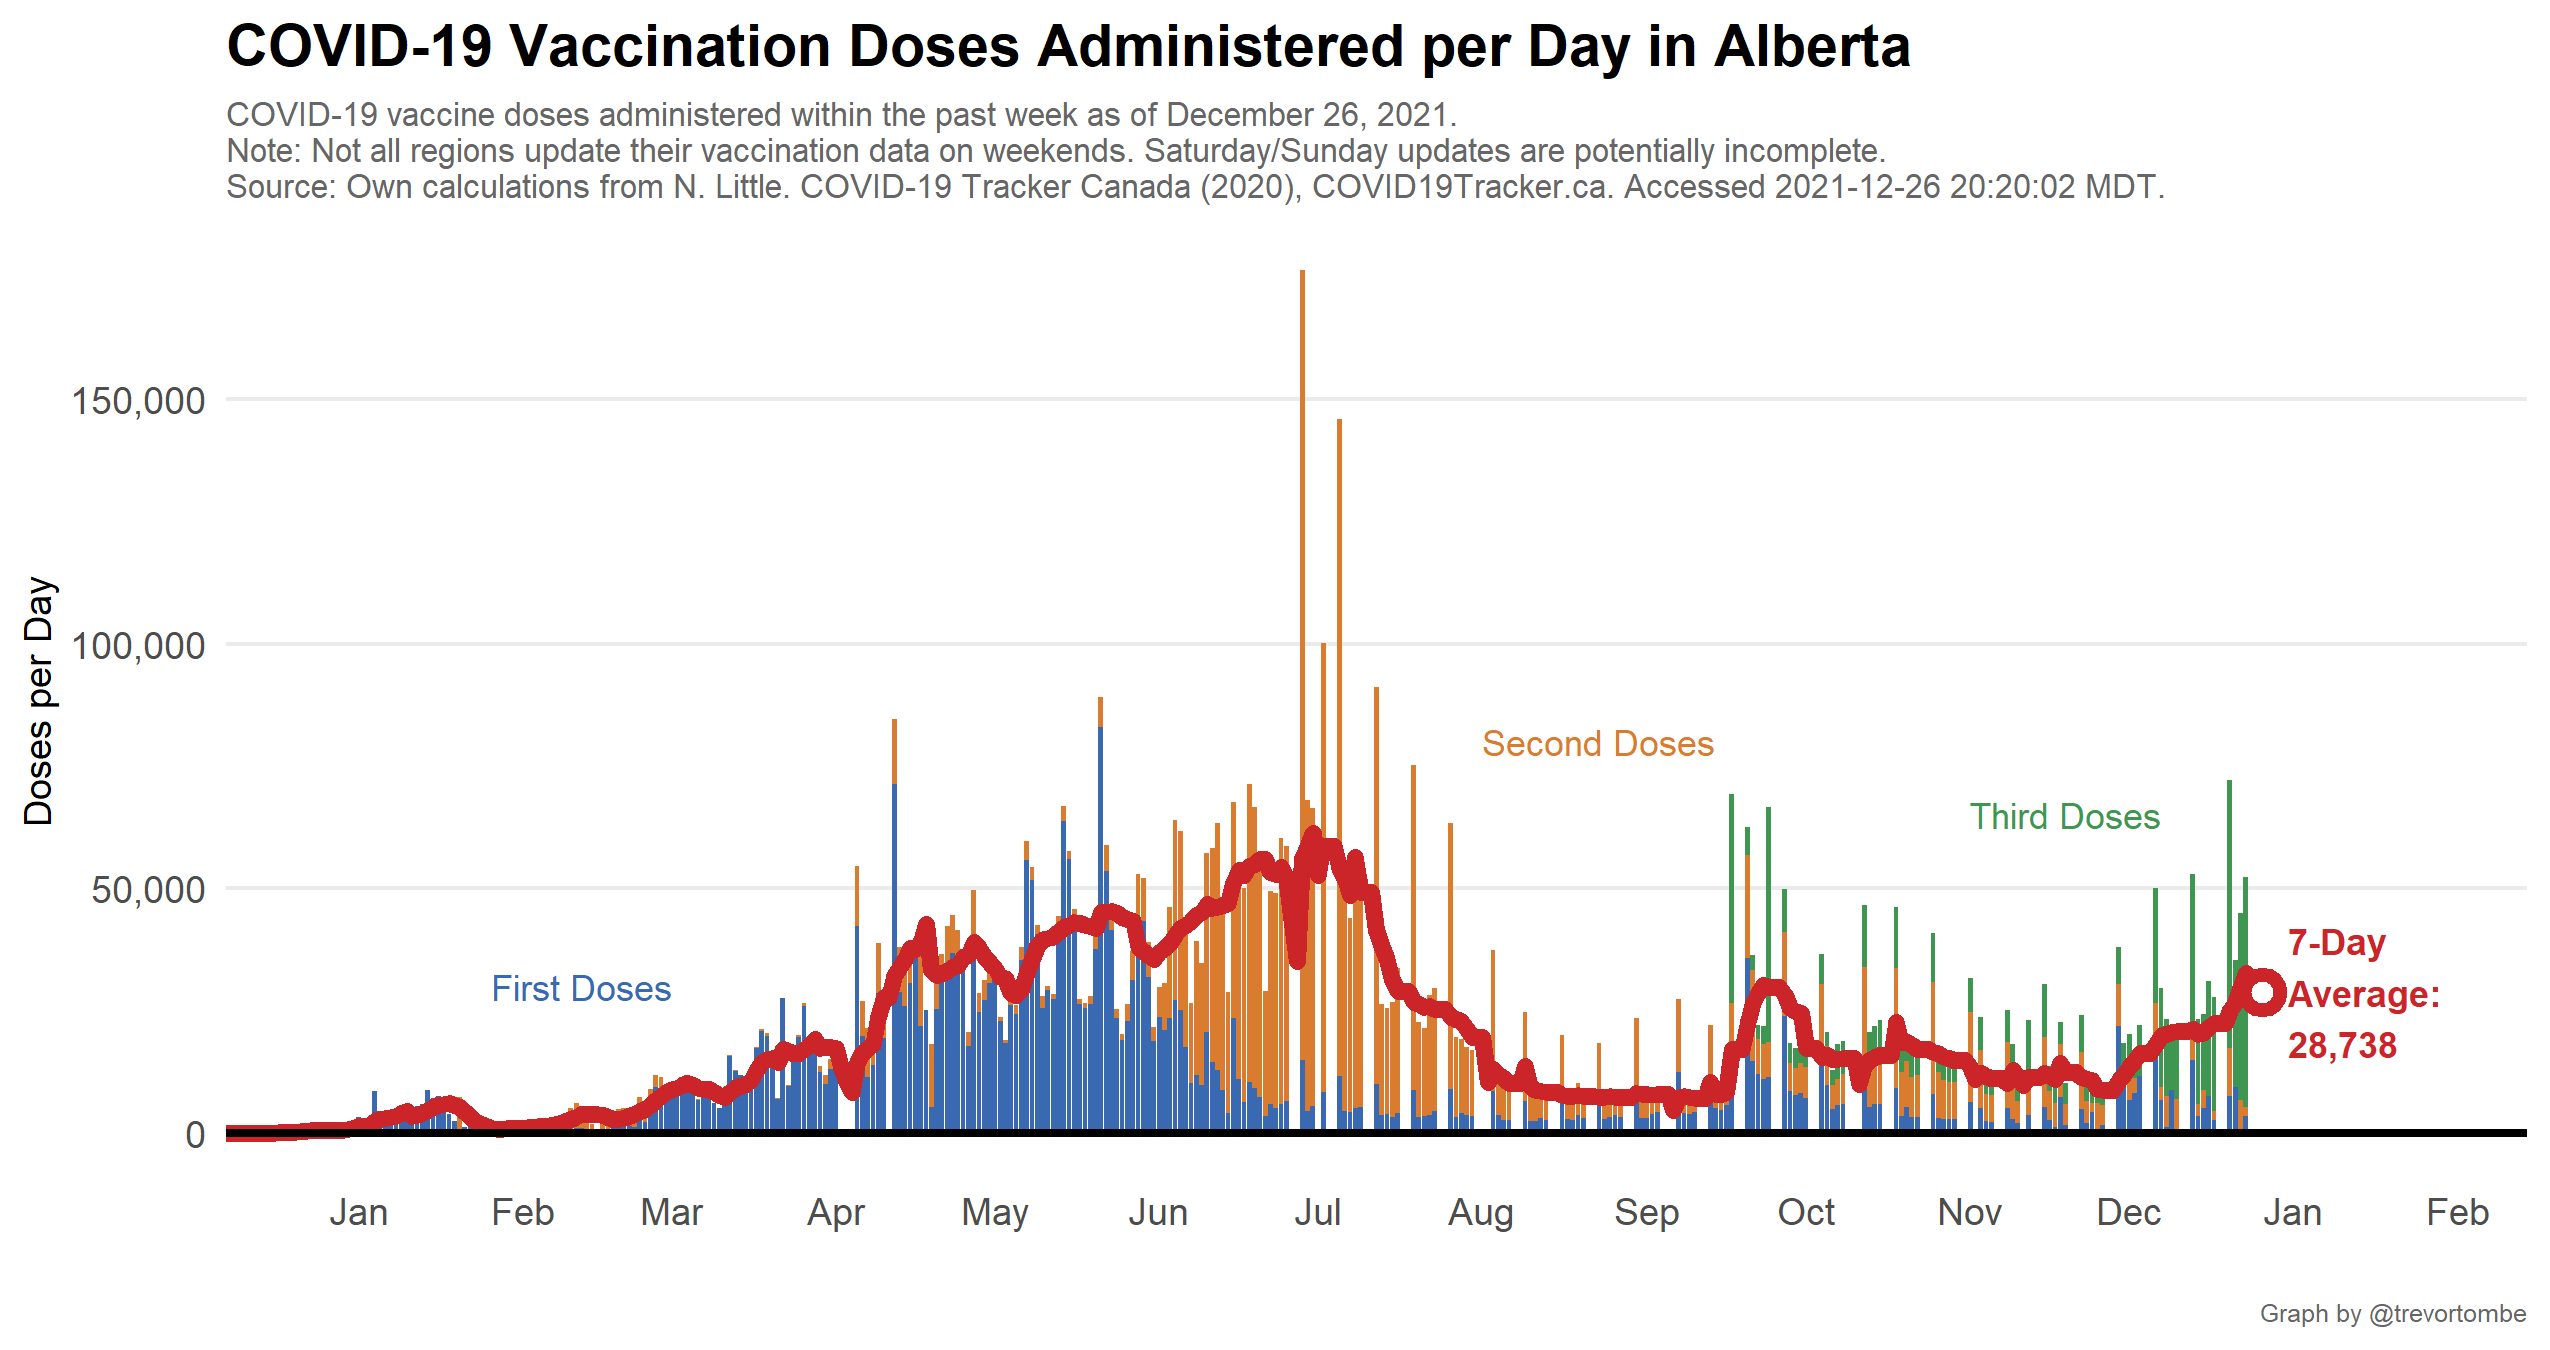 COVID-19 Vaccination Doses Administered per Day in Alberta
COVID-19 vaccine doses administered within the past week as of December 26, 2021.
Note: Not all regions update their vaccination data on weekends. Saturday/Sunday updates are potentially incomplete.
Source: Own calculations from N. Little. COVID-19 Tracker Canada (2020), COVID19Tracker.ca. Accessed 2021-12-26 20:20:02 MDT.
Doses per Day
150,000
100,000
50,000
0
First Doses
Second Doses
Third Doses
7-Day
Average:
28,738
Jan Feb Mar Apr May Jun Jul Aug Sep Oct Nov Dec Jan Feb
Graph by @trevortombe